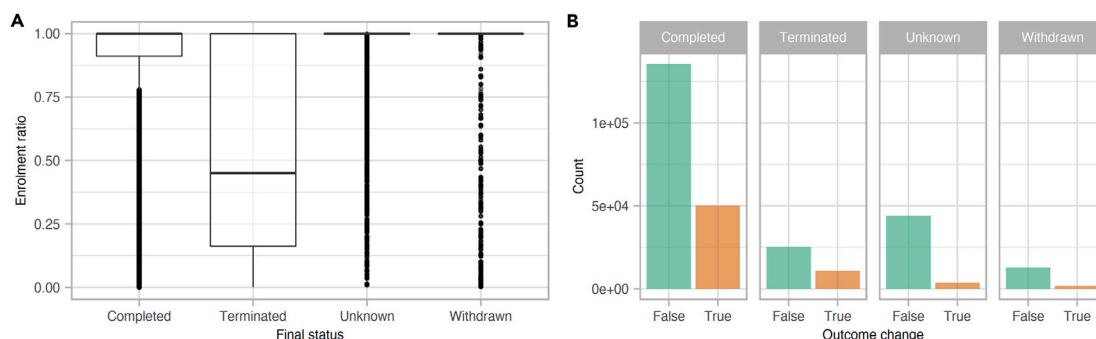 A
Enrolment ratio
1.00
0.75
0.50
0.25
0.00
Completed Terminated Unknown Withdrawn
Final status
B
Completed Terminated Unknown Withdrawn
Count
1e+05
5e+04
0e+00
False True False True False True False True
Outcome change